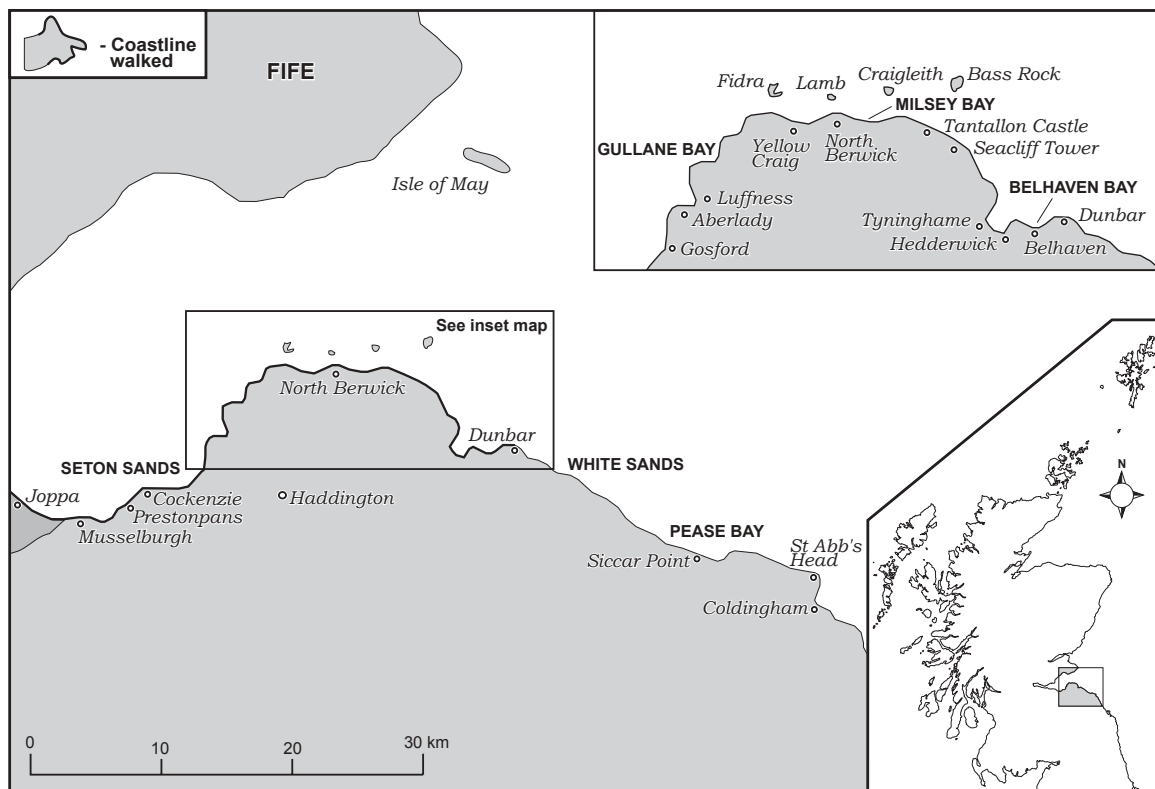 - Coastline
walked
FIFE
Isle of May
Fidra
Lamb
Craigleith
Bass Rock
MILSEY BAY
Tantallon Castle
Seacliff Tower
GULLANE BAY
Yellow
Craig
North
Berwick
BELHAVEN BAY
Luffness
Aberlady
Gosford
Tyninghame
Hedderwick
Belhaven
Dunbar
See inset map
North Berwick
Dunbar
SETON SANDS
WHITE SANDS
Joppa
Cockenzie
Prestonpans
Musselburgh
Haddington
PEASE BAY
Siccar Point
St Abb's
Head
Coldingham
N
0 10 20 30 km